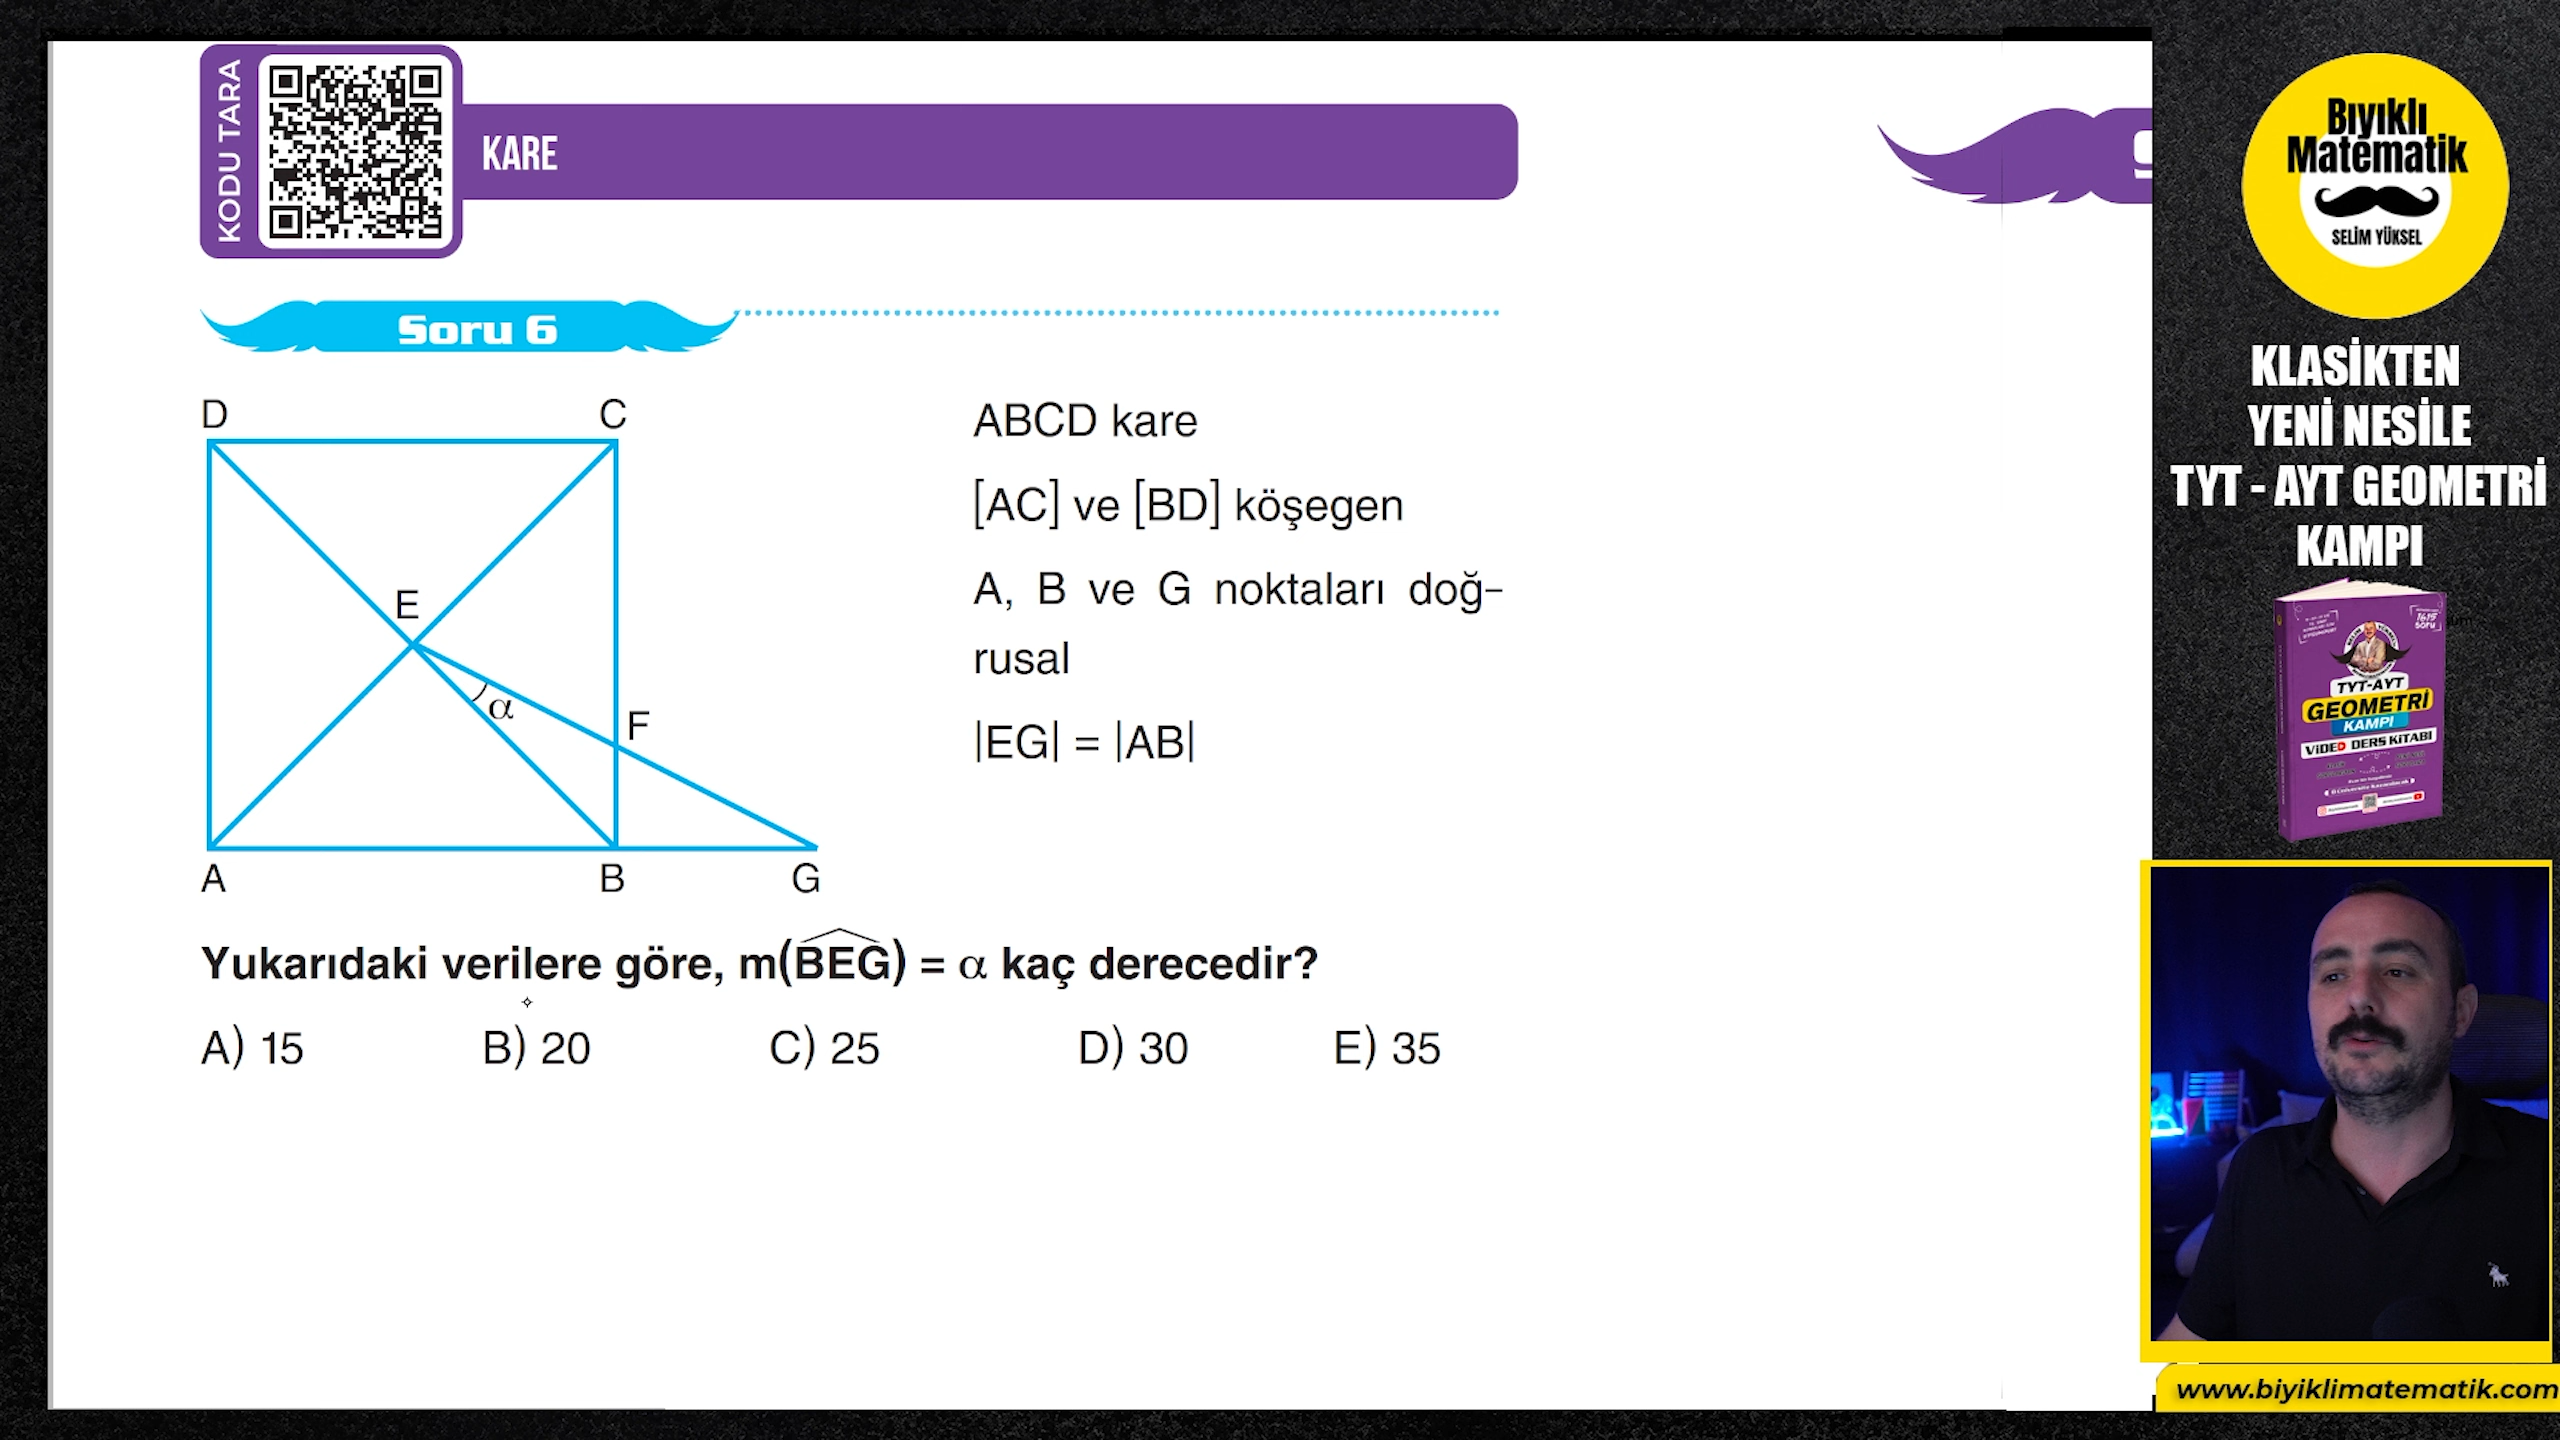 KODU TARA
KARE
Soru 6
D
C
E
α
F
A
B
G
ABCD kare
[AC] ve [BD] köşegen
A, B ve G noktaları doğ-
rusal
|EG| = |AB|
Yukarıdaki verilere göre, m(BEG) = α kaç derecedir?
A) 15 B) 20 C) 25 D) 30 E) 35
Bıyıklı
Matematik
SELİM YÜKSEL
KLASİKTEN
YENİ NESİLE
TYT - AYT GEOMETRİ
KAMPI
1615
soru
TYT-AYT
GEOMETRİ
KAMPI
VİDEO DERS KİTABI
www.biyiklimatematik.com